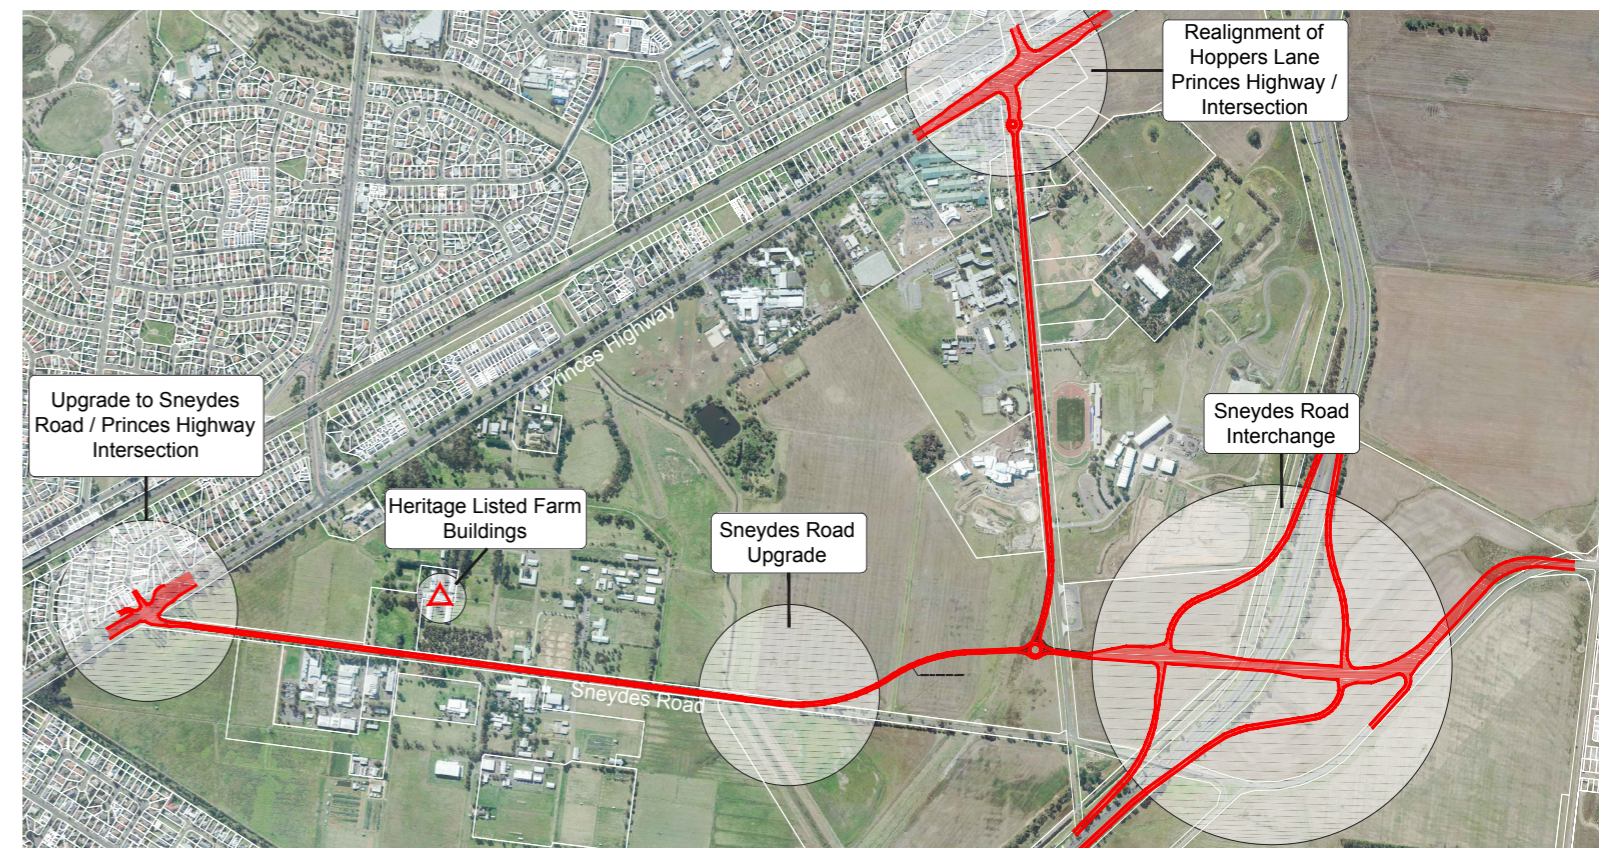 Realignment of
Hoppers Lane
Princes Highway /
Intersection
Princes Highway
Upgrade to Sneydes
Road / Princes Highway
Intersection
Sneydes Road
Interchange
Heritage Listed Farm
Buildings
Sneydes Road
Upgrade
Sneydes Road